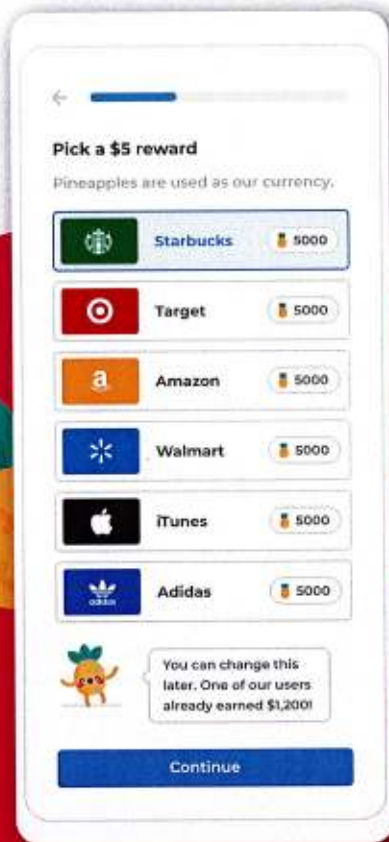 Pick a $5 reward
Pineapples are used as our currency.
Starbucks 5000
Target 5000
a Amazon 5000
Walmart 5000
iTunes 5000
adidas Adidas 5000
You can change this
later. One of our users
already earned $1,200!
Continue